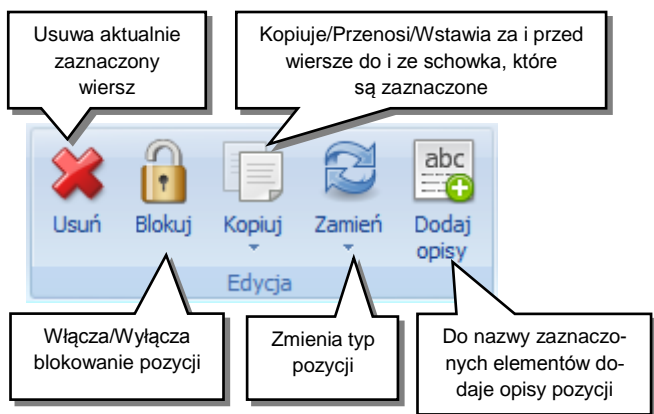 Usuwa aktualnie
zaznaczony
wiersz
Kopiuje/Przenosi/Wstawia za i przed
wiersze do i ze schowka, które
są zaznaczone
abc
Usuń
Blokuj
Kopiuj
Zamień
Dodaj
opisy
Edycja
Włącza/Wyłącza
blokowanie pozycji
Zmienia typ
pozycji
Do nazwy zaznaczo-
nych elementów do-
daje opisy pozycji